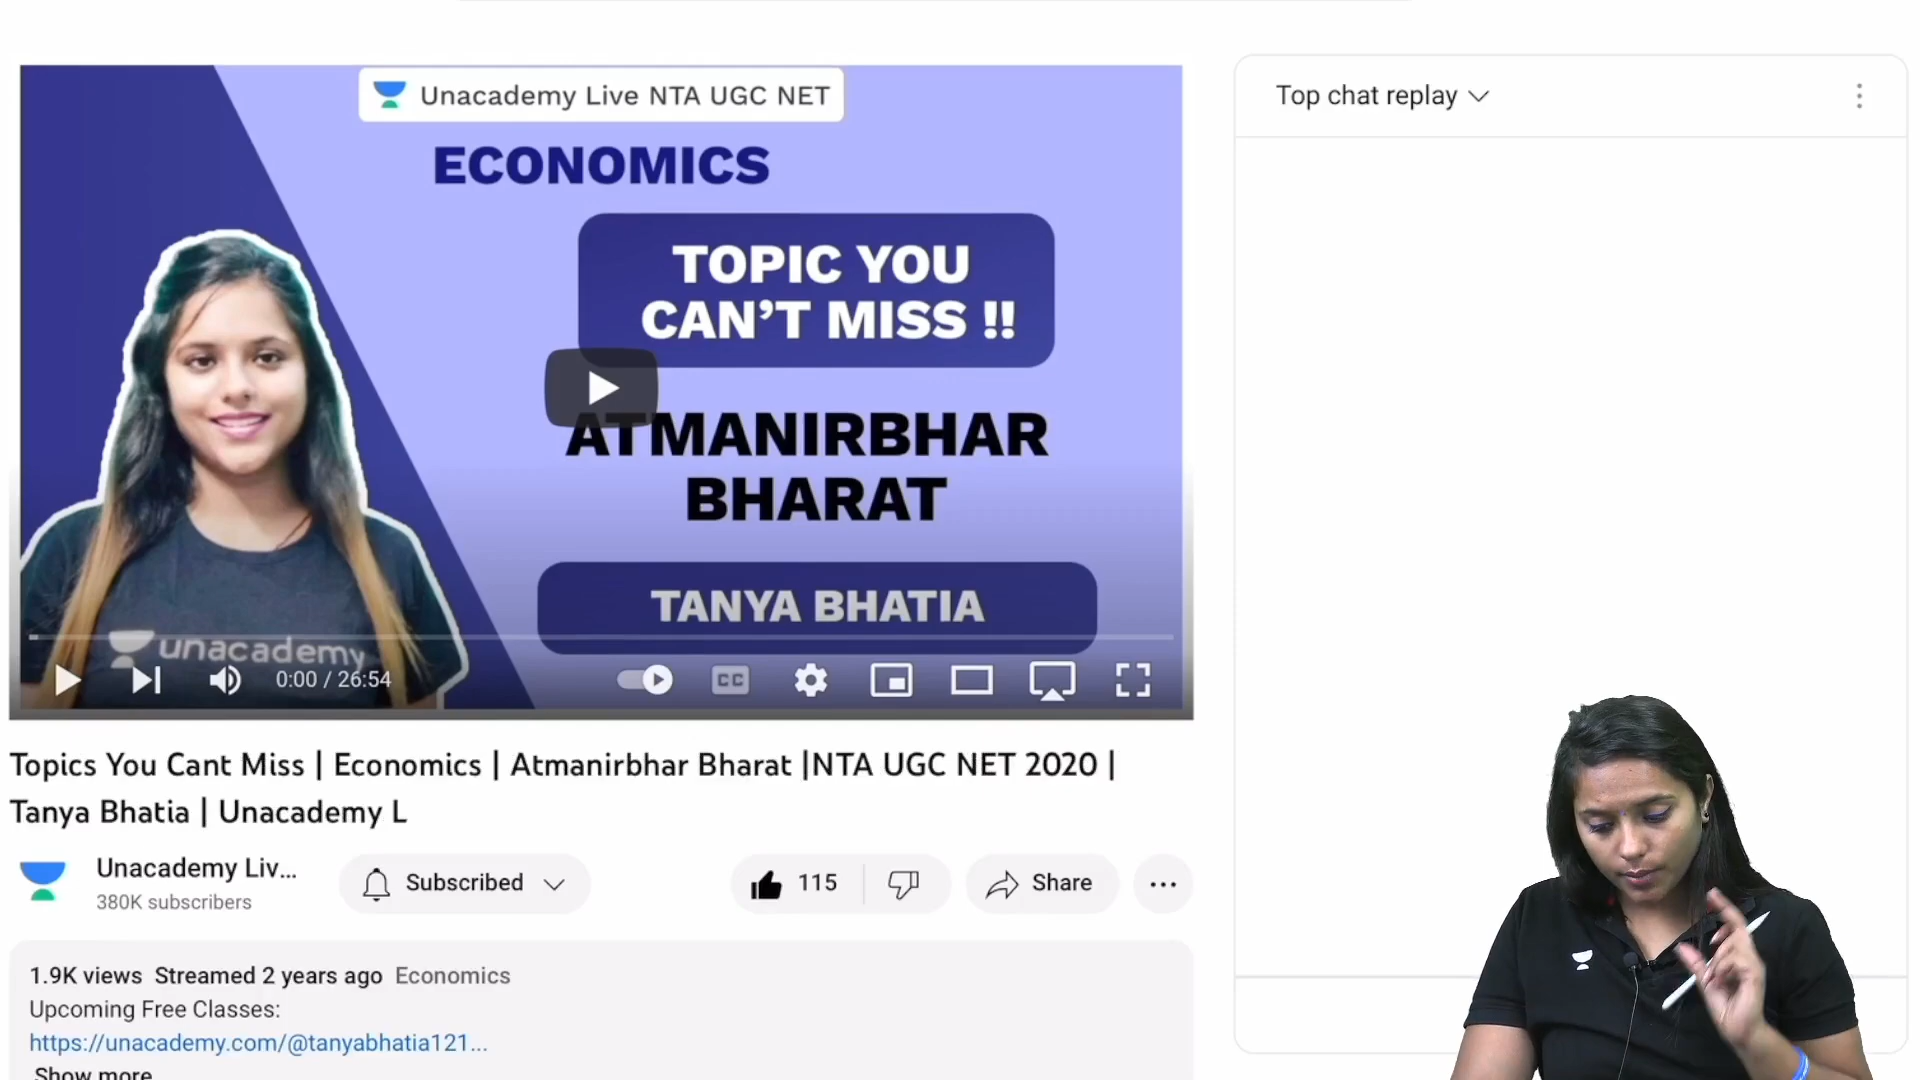 Unacademy Live NTA UGC NET
ECONOMICS
TOPIC YOU
CAN'T MISS !!
ATMANIRBHAR
BHARAT
TANYA BHATIA
unacademy
0:00 / 26:54
CC
Topics You Cant Miss | Economics | Atmanirbhar Bharat |NTA UGC NET 2020 |
Tanya Bhatia | Unacademy L
Unacademy Liv...
380K subscribers
Subscribed
115
Share
1.9K views Streamed 2 years ago Economics
Upcoming Free Classes:
https://unacademy.com/@tanyabhatia121...
Show more
Top chat replay